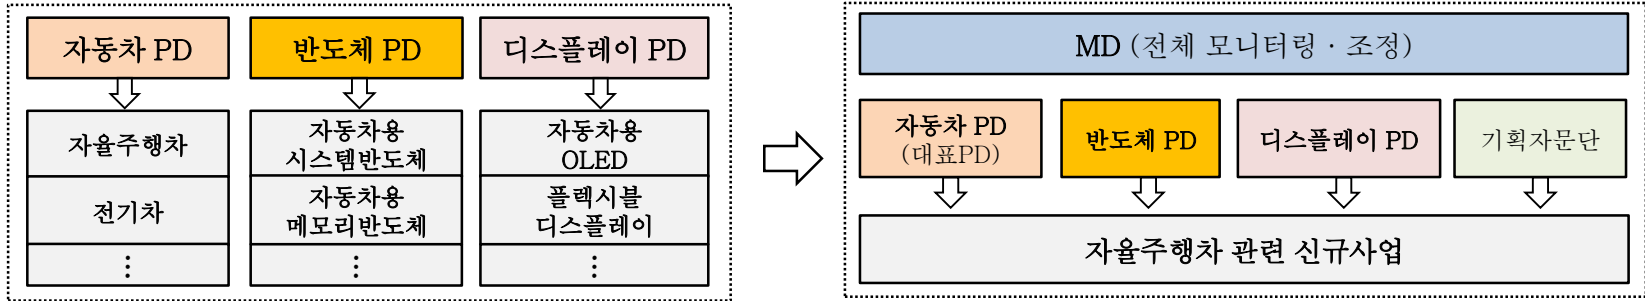 자동차 PD
반도체 PD
디스플레이 PD
자율주행차
자동차용
시스템반도체
자동차용
OLED
전기차
자동차용
메모리반도체
플렉시블
디스플레이
⋮
⋮
⋮
MD (전체 모니터링 · 조정)
자동차 PD
(대표PD)
반도체 PD
디스플레이 PD
기획자문단
자율주행차 관련 신규사업